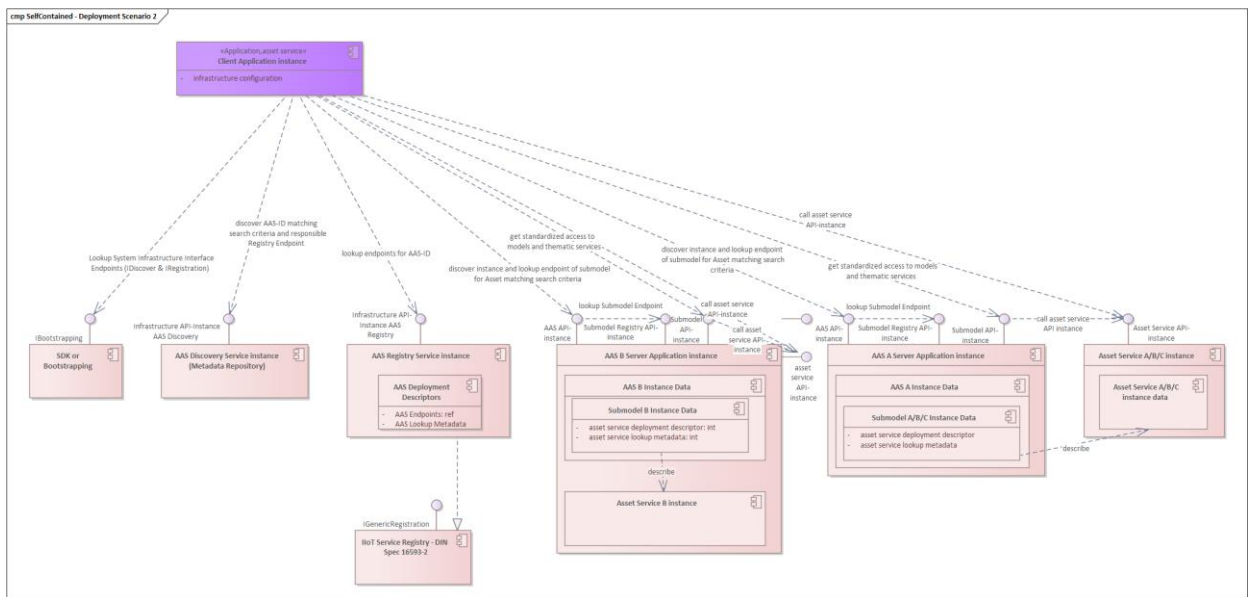 cmp SelfContained - Deployment Scenario 2
«Application,asset service»
Client Application instance
- infrastructure configuration
call asset service
API-instance
discover AAS-ID matching
search criteria and responsible
Registry Endpoint
get standardized access to
models and thematic services
Lookup System Infrastructure Interface
Endpoints (IDiscover & IRegistration)
lookup endpoints for AAS-ID
discover instance and lookup endpoint
of submodel for Asset matching search
criteria
discover instance and lookup endpoint of submodel
for Asset matching search criteria
get standardized access to models
and thematic services
lookup Submodel Endpoint
call asset service
API-instance
lookup Submodel Endpoint
call asset service
API instance
IBootstrapping
Infrastructure API-Instance
AAS Discovery
Infrastructure API-
Instance AAS
Registry
AAS API-
instance
Submodel Registry API-
instance
Submodel
API-
instance
call asset
service API-
instance
asset
service
API-
instance
AAS API-
instance
Submodel Registry API-
instance
Submodel API-
instance
Asset Service API-
instance
SDK or
Bootstrapping
AAS Discovery Service instance
(Metadata Repository)
AAS Registry Service instance
AAS Deployment
Descriptors
- AAS Endpoints: ref
- AAS Lookup Metadata
AAS B Server Application instance
AAS B Instance Data
Submodel B Instance Data
- asset service deployment descriptor: int
- asset service lookup metadata: int
describe
Asset Service B instance
AAS A Server Application instance
AAS A Instance Data
Submodel A/B/C Instance Data
- asset service deployment descriptor
- asset service lookup metadata
describe
Asset Service A/B/C instance
Asset Service A/B/C
instance data
IGenericRegistration
IIoT Service Registry - DIN
Spec 16593-2